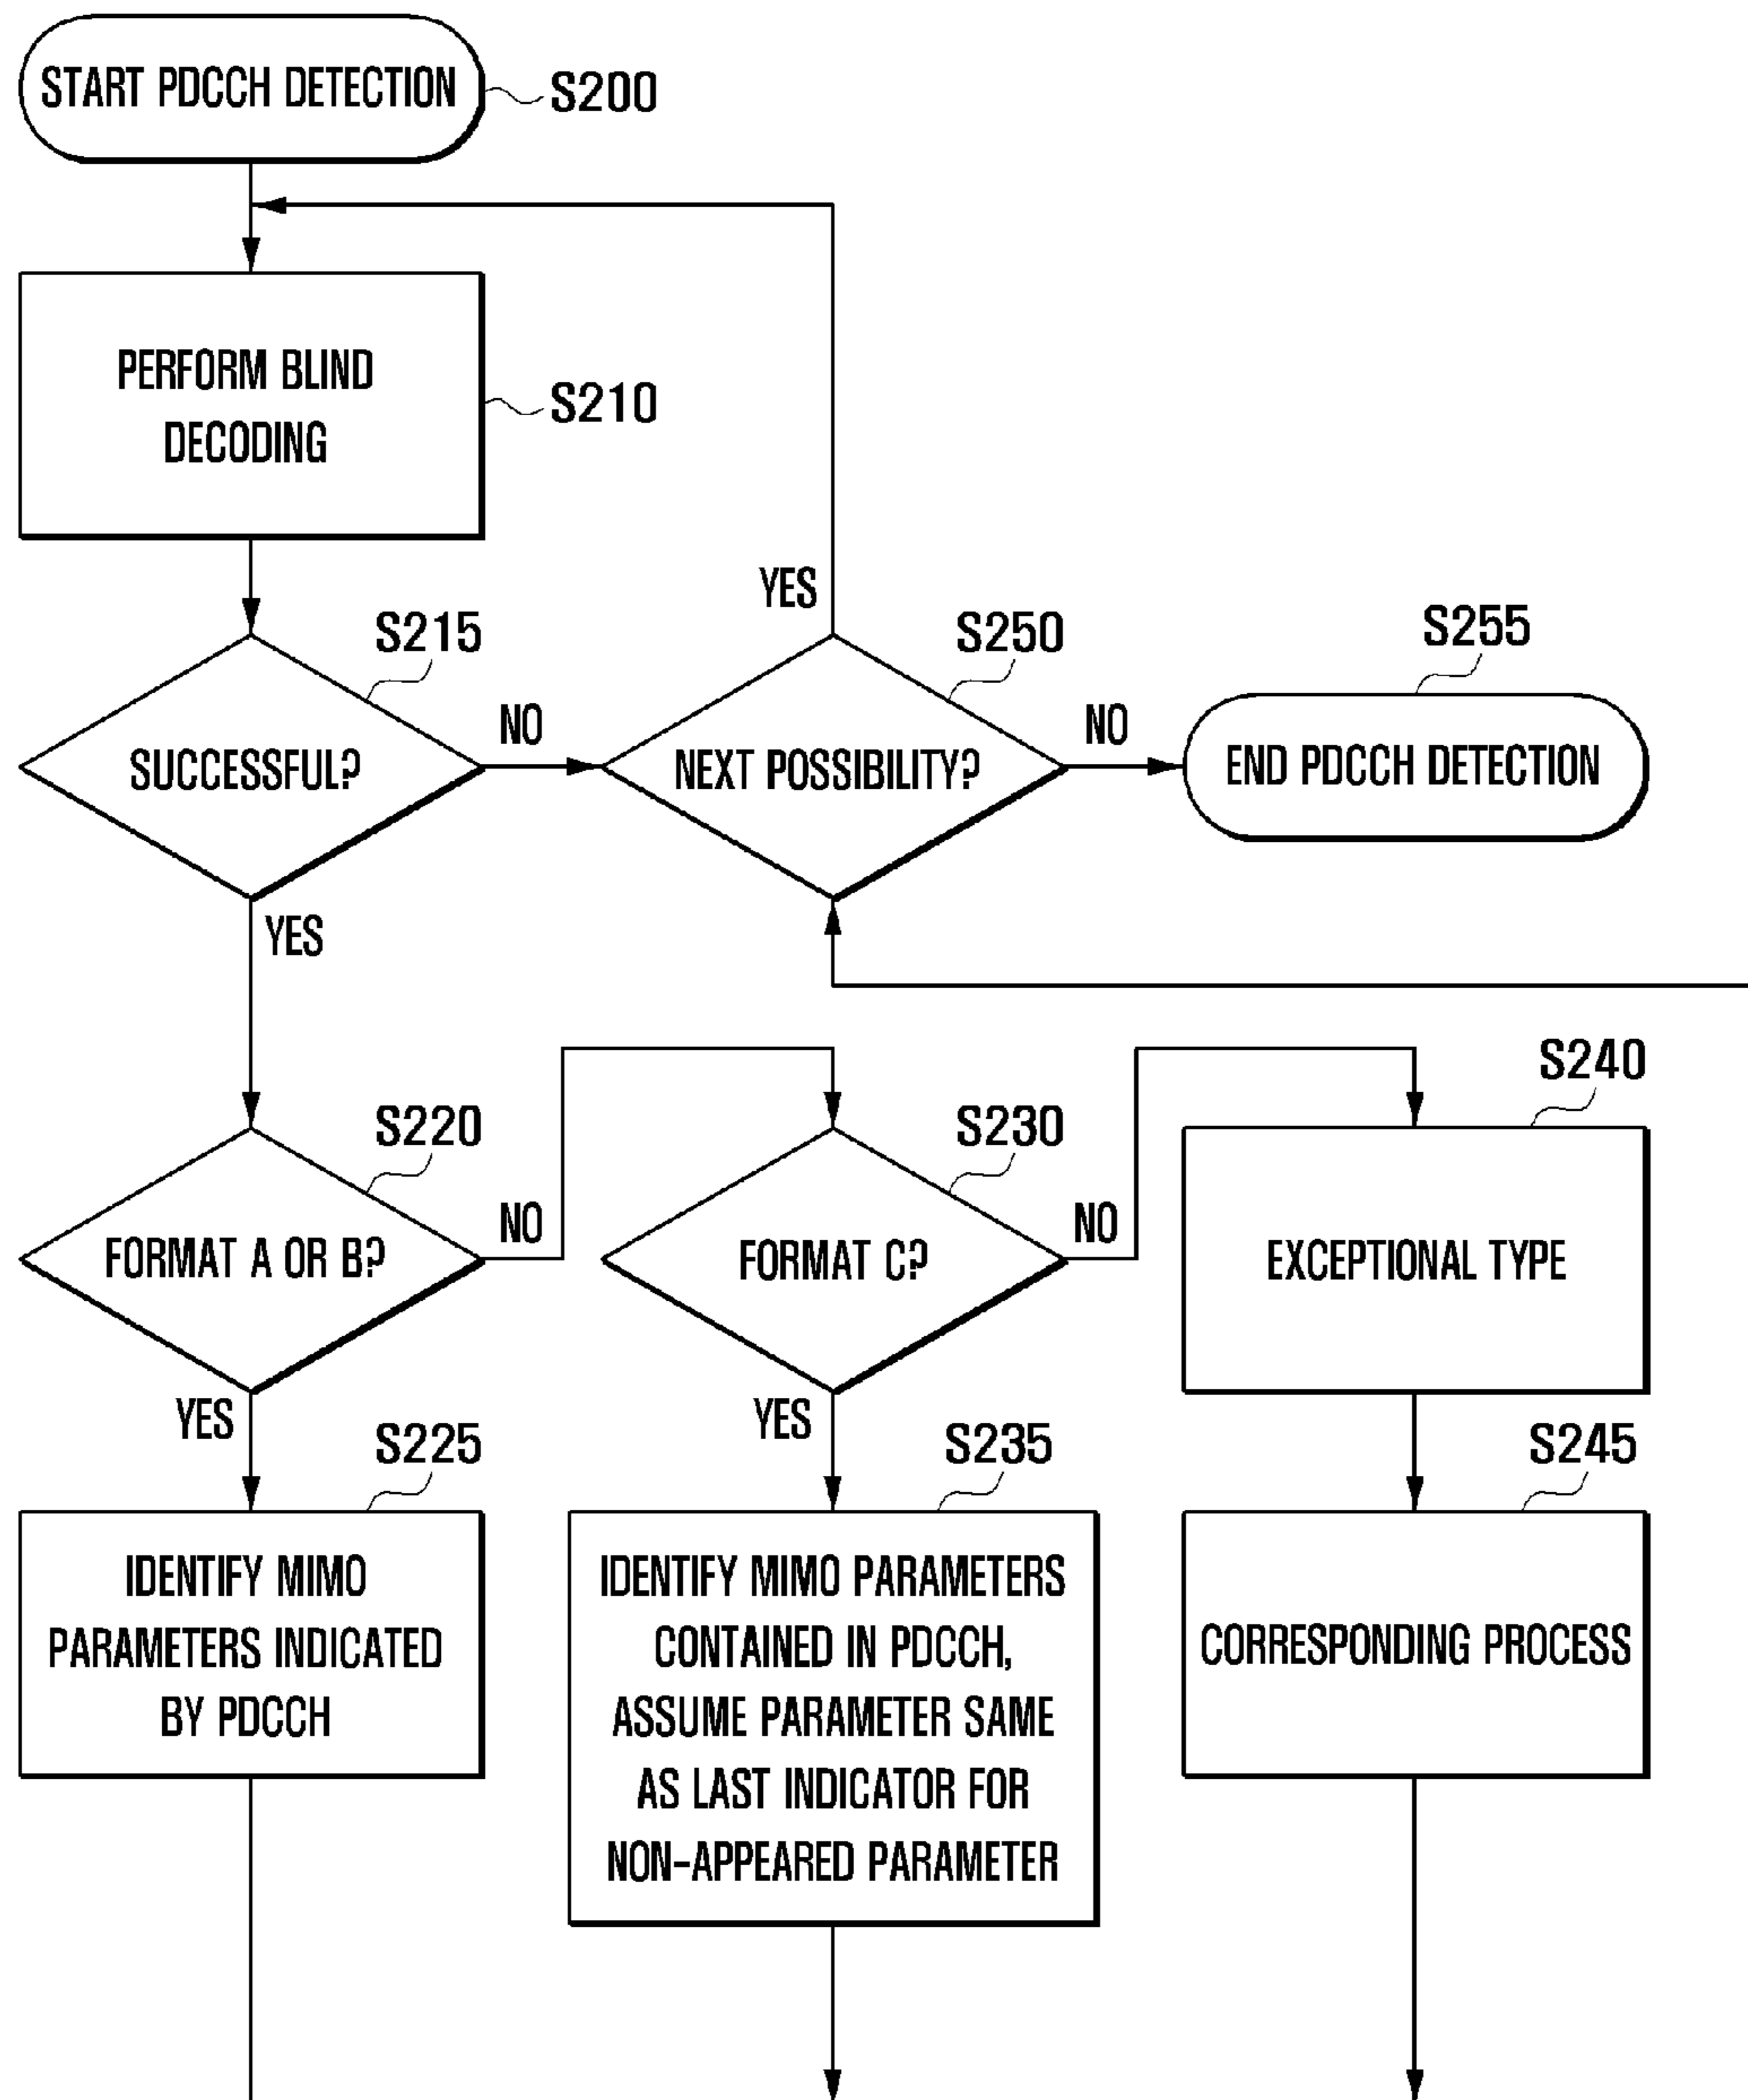 START PDCCH DETECTION
S200
PERFORM BLIND
DECODING
S210
S215
SUCCESSFUL?
NO
YES
YES
S250
NEXT POSSIBILITY?
NO
S255
END PDCCH DETECTION
S220
FORMAT A OR B?
NO
YES
S230
FORMAT C?
NO
YES
S240
EXCEPTIONAL TYPE
S225
IDENTIFY MIMO
PARAMETERS INDICATED
BY PDCCH
S235
IDENTIFY MIMO PARAMETERS
CONTAINED IN PDCCH,
ASSUME PARAMETER SAME
AS LAST INDICATOR FOR
NON-APPEARED PARAMETER
S245
CORRESPONDING PROCESS